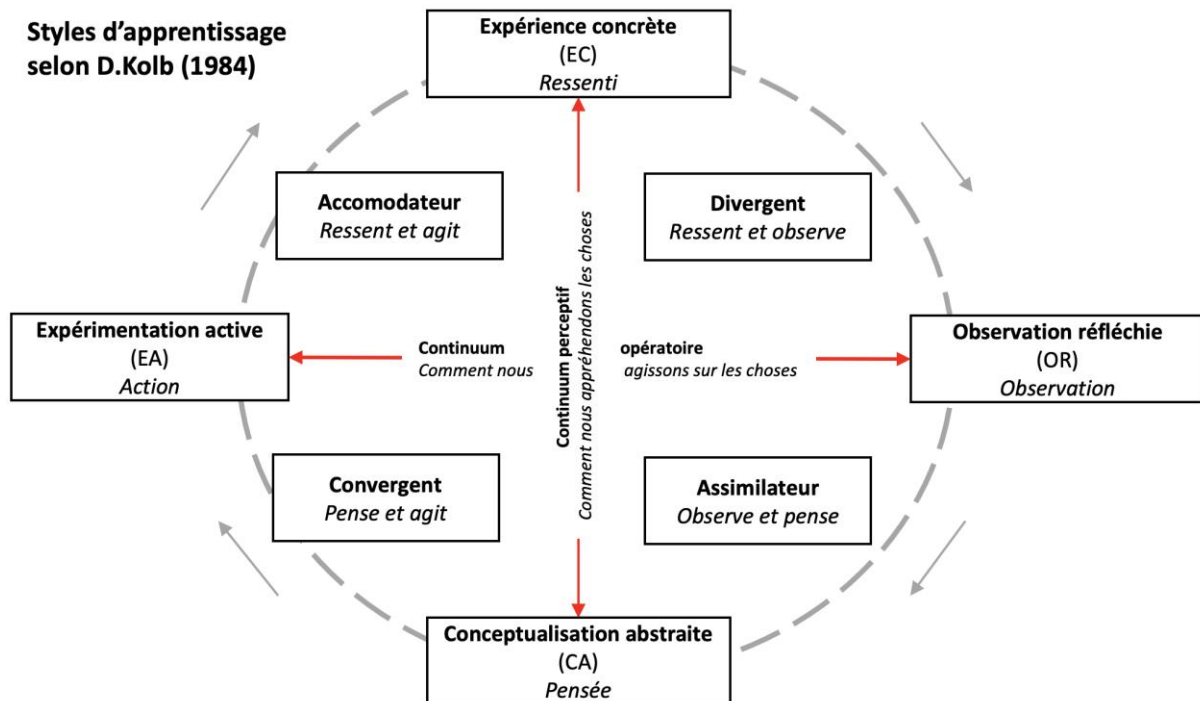 Styles d’apprentissage
selon D.Kolb (1984)
Expérience concrète
(EC)
Ressenti
Accomodateur
Ressent et agit
Divergent
Ressent et observe
Expérimentation active
(EA)
Action
Continuum
Comment nous
Continuum perceptif
Comment nous appréhendons les choses
opératoire
agissons sur les choses
Observation réfléchie
(OR)
Observation
Convergent
Pense et agit
Assimilateur
Observe et pense
Conceptualisation abstraite
(CA)
Pensée